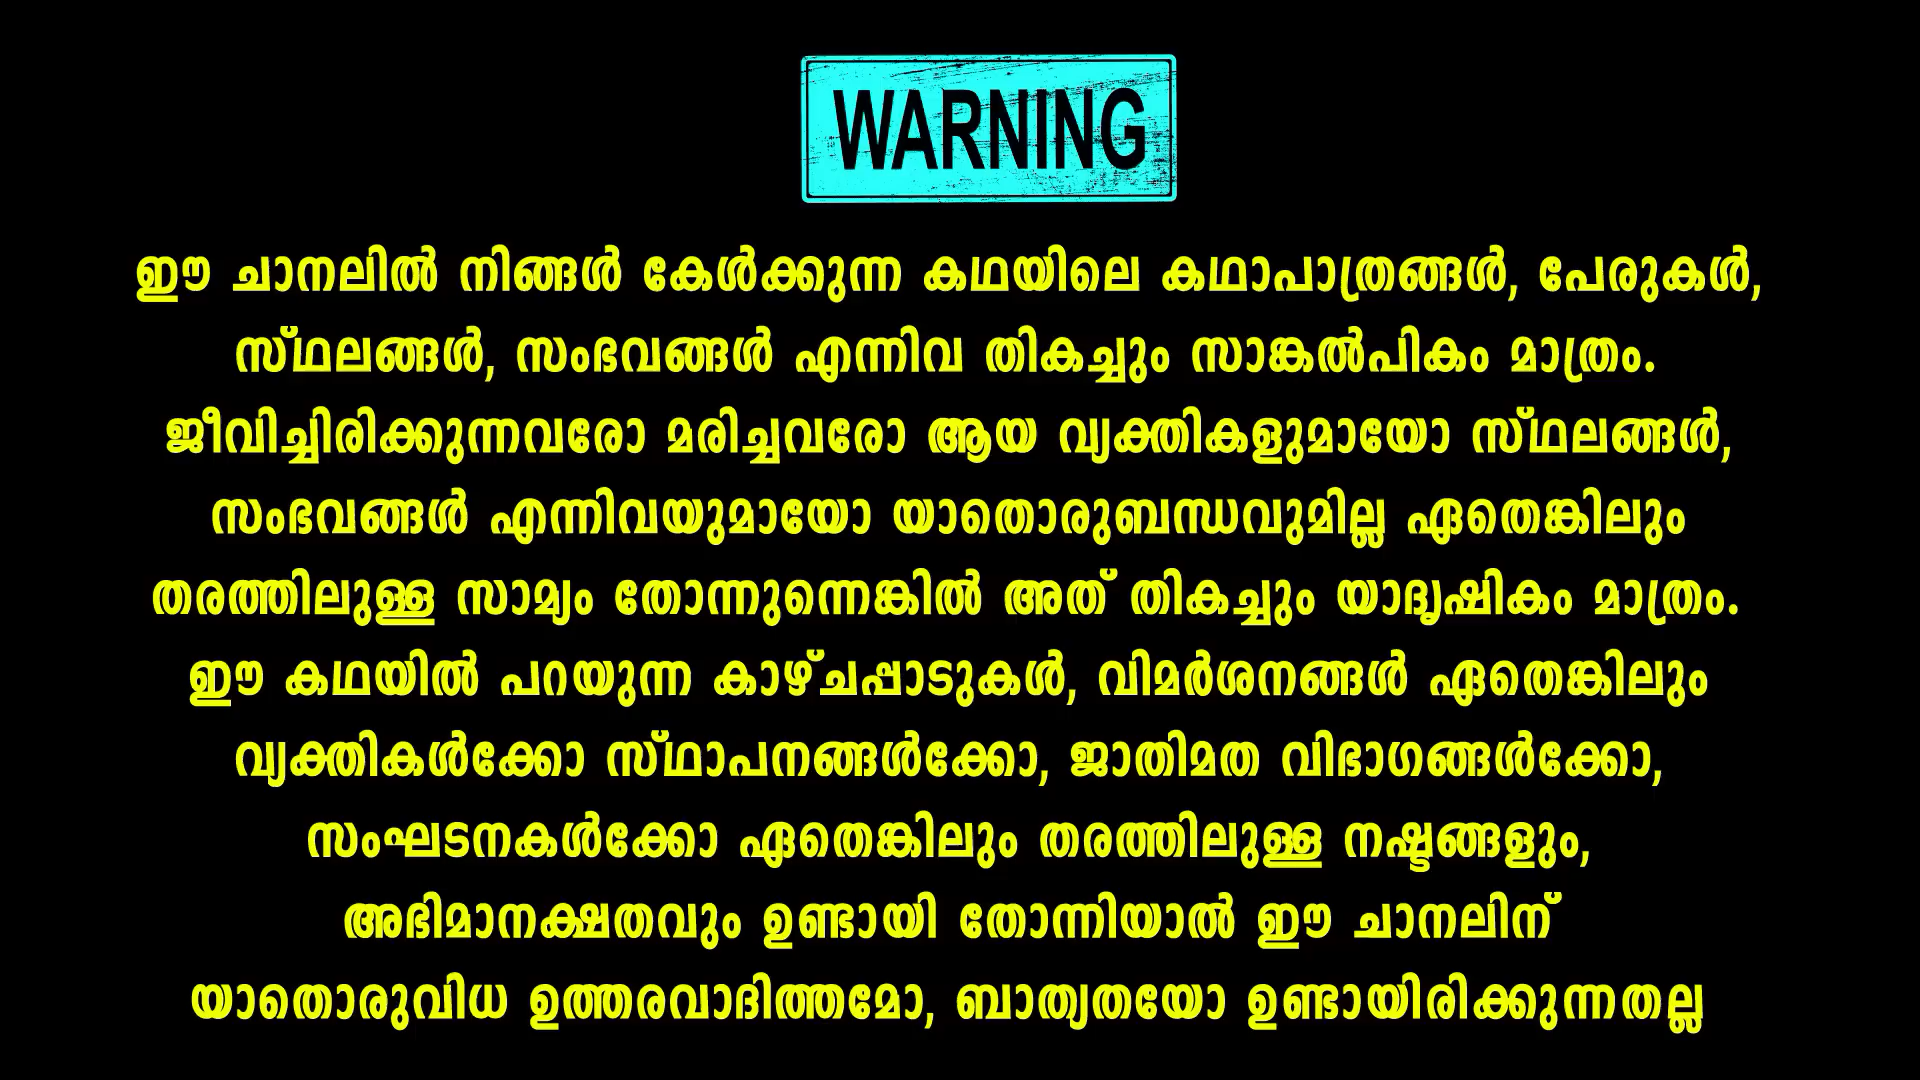 WARNING
ഈ ചാനലിൽ നിങ്ങൾ കേൾക്കുന്ന കഥയിലെ കഥാപാത്രങ്ങൾ, പേരുകൾ,
സ്ഥലങ്ങൾ, സംഭവങ്ങൾ എന്നിവ തികച്ചും സാങ്കൽപികം മാത്രം.
ജീവിച്ചിരിക്കുന്നവരോ മരിച്ചവരോ ആയ വ്യക്തികളുമായോ സ്ഥലങ്ങൾ,
സംഭവങ്ങൾ എന്നിവയുമായോ യാതൊരുബന്ധവുമില്ല ഏതെങ്കിലും
തരത്തിലുള്ള സാമ്യം തോന്നുന്നെങ്കിൽ അത് തികച്ചും യാദൃഷികം മാത്രം.
ഈ കഥയിൽ പറയുന്ന കാഴ്ചപ്പാടുകൾ, വിമർശനങ്ങൾ ഏതെങ്കിലും
വ്യക്തികൾക്കോ സ്ഥാപനങ്ങൾക്കോ, ജാതിമത വിഭാഗങ്ങൾക്കോ,
സംഘടനകൾക്കോ ഏതെങ്കിലും തരത്തിലുള്ള നഷ്ടങ്ങളും,
അഭിമാനക്ഷതവും ഉണ്ടായി തോന്നിയാൽ ഈ ചാനലിന്
യാതൊരുവിധ ഉത്തരവാദിത്തമോ, ബാത്യതയോ ഉണ്ടായിരിക്കുന്നതല്ല